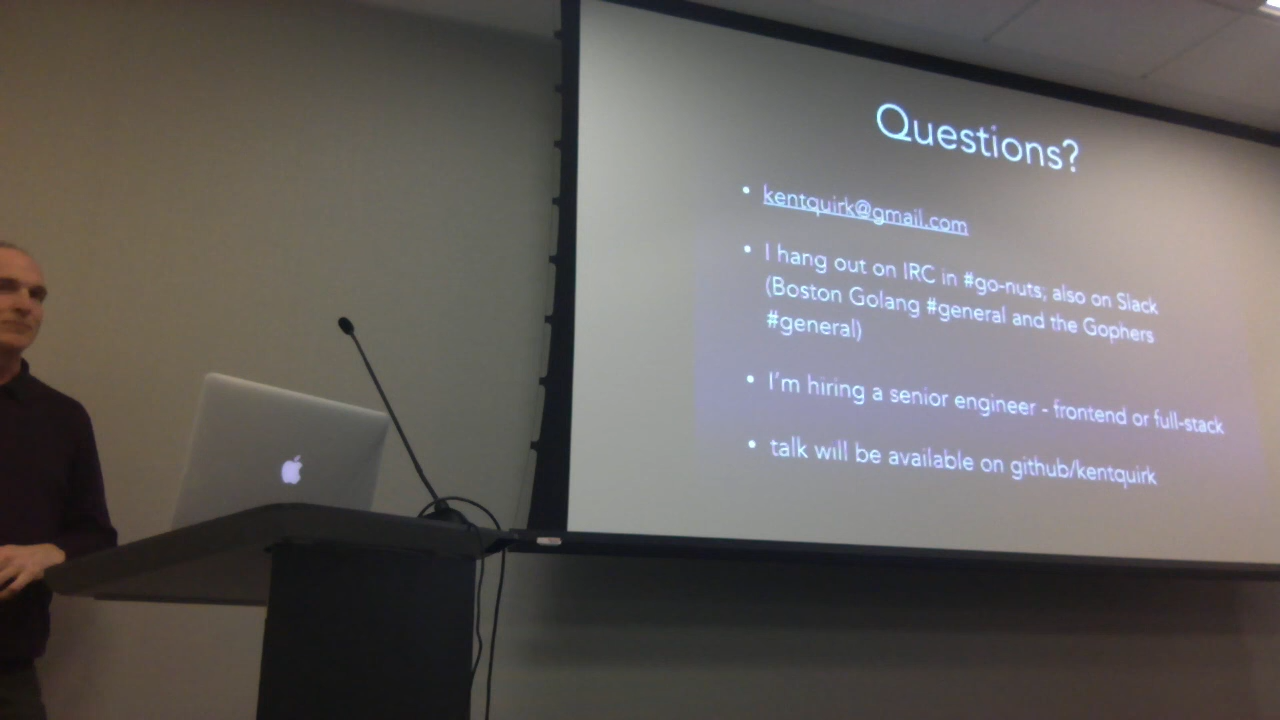 Questions?
• kentquirk@gmail.com
• I hang out on IRC in #go-nuts; also on Slack
(Boston Golang #general and the Gophers
#general)
• I'm hiring a senior engineer - frontend or full-stack
• talk will be available on github/kentquirk